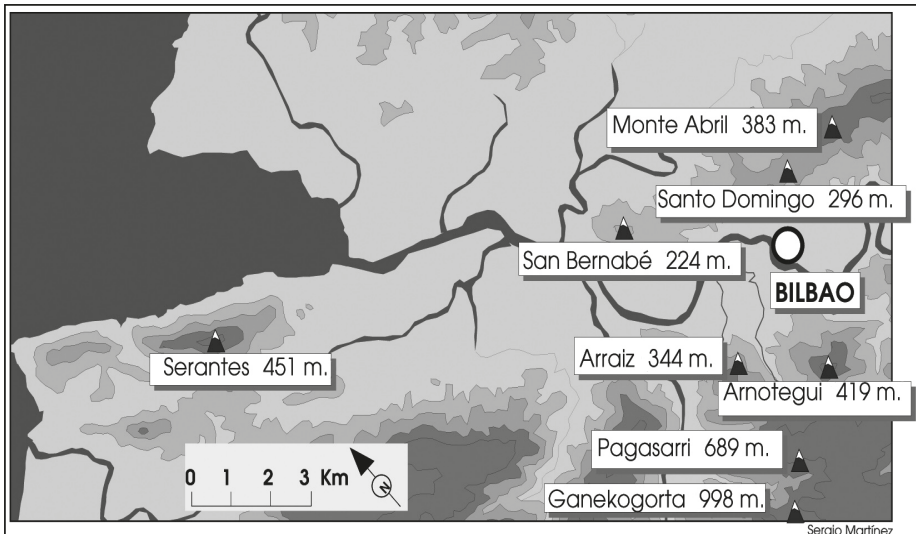 Monte Abril 383 m.
Santo Domingo 296 m.
San Bernabé 224 m.
BILBAO
Serantes 451 m.
Arraiz 344 m.
Arnotegui 419 m.
Pagasarri 689 m.
0 1 2 3 Km
N
Ganekogorta 998 m.
Sergio Martínez